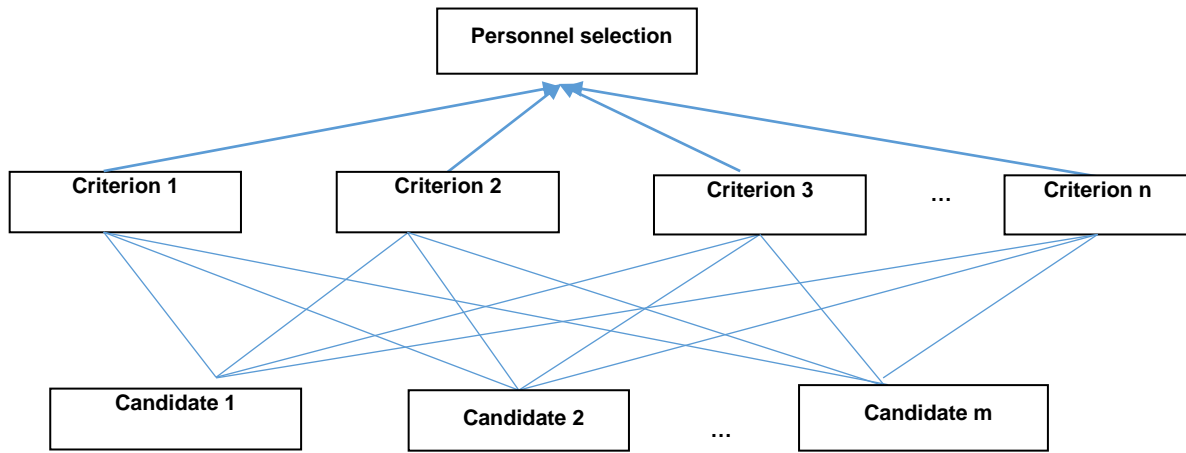 Personnel selection
Criterion 1
Criterion 2
Criterion 3
…
Criterion n
Candidate 1
Candidate 2
…
Candidate m